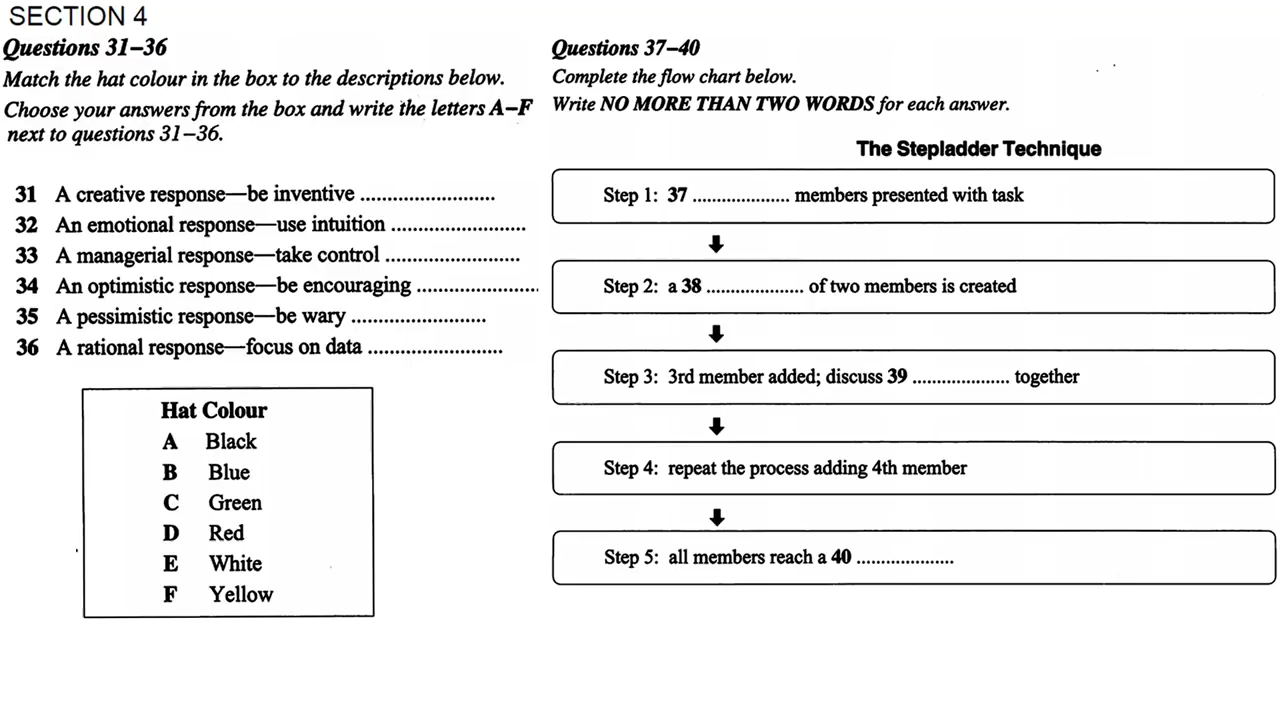 SECTION 4
Questions 31–36
Match the hat colour in the box to the descriptions below.
Choose your answers from the box and write the letters A–F
next to questions 31–36.
31 A creative response—be inventive ........................
32 An emotional response—use intuition ........................
33 A managerial response—take control ........................
34 An optimistic response—be encouraging ......................
35 A pessimistic response—be wary ........................
36 A rational response—focus on data ........................
Hat Colour
A Black
B Blue
C Green
D Red
E White
F Yellow
Questions 37–40
Complete the flow chart below.
Write NO MORE THAN TWO WORDS for each answer.
The Stepladder Technique
Step 1: 37 .................... members presented with task
Step 2: a 38 .................... of two members is created
Step 3: 3rd member added; discuss 39 .................... together
Step 4: repeat the process adding 4th member
Step 5: all members reach a 40 ....................